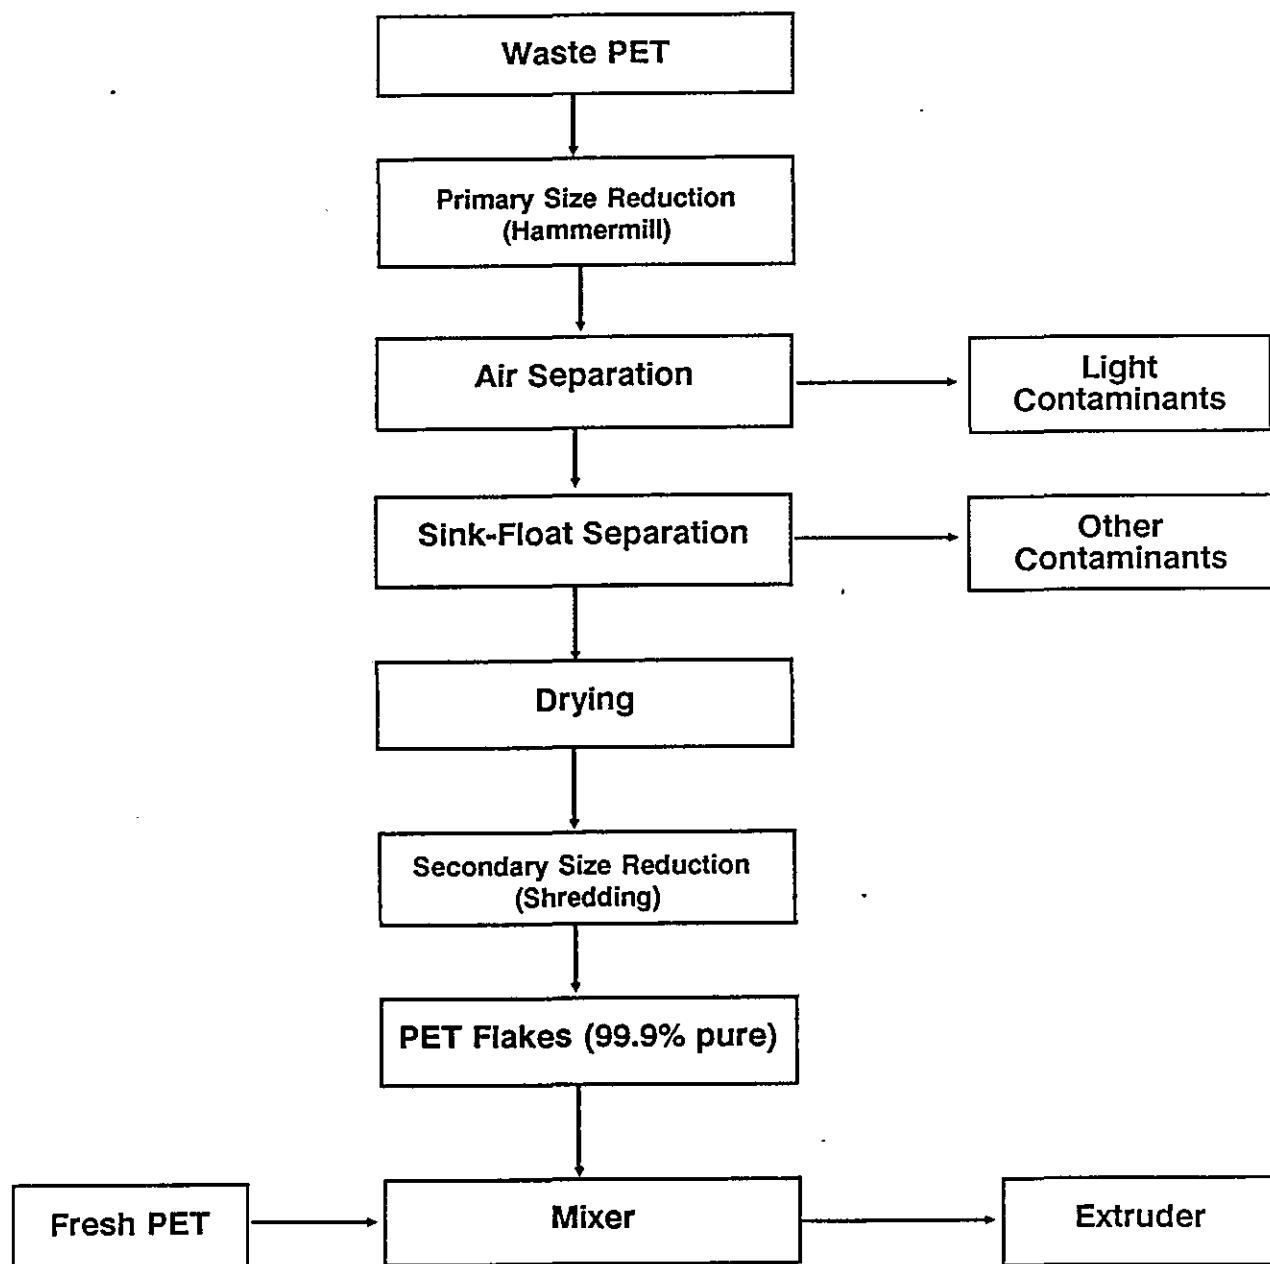 Waste PET
Primary Size Reduction
(Hammermill)
Air Separation
Light
Contaminants
Sink-Float Separation
Other
Contaminants
Drying
Secondary Size Reduction
(Shredding)
PET Flakes (99.9% pure)
Fresh PET
Mixer
Extruder